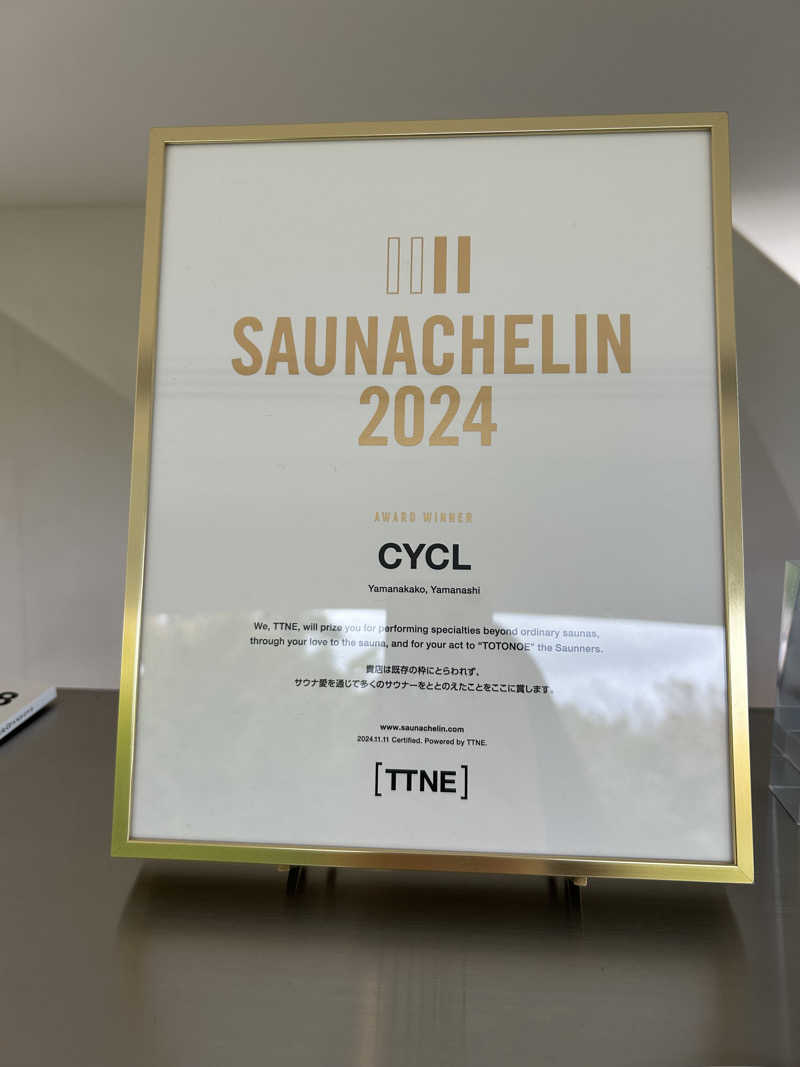 SAUNACHELIN
2024
AWARD WINNER
CYCL
Yamanakako, Yamanashi
We, TTNE, will prize you for performing specialties beyond ordinary saunas,
through your love to the sauna, and for your act to "TOTONOE" the Saunners.
貴店は既存の枠にとらわれず、
サウナ愛を通じて多くのサウナーをととのえたことをここに賞します。
www.saunachelin.com
2024.11.11 Certified. Powered by TTNE.
[TTNE]
8